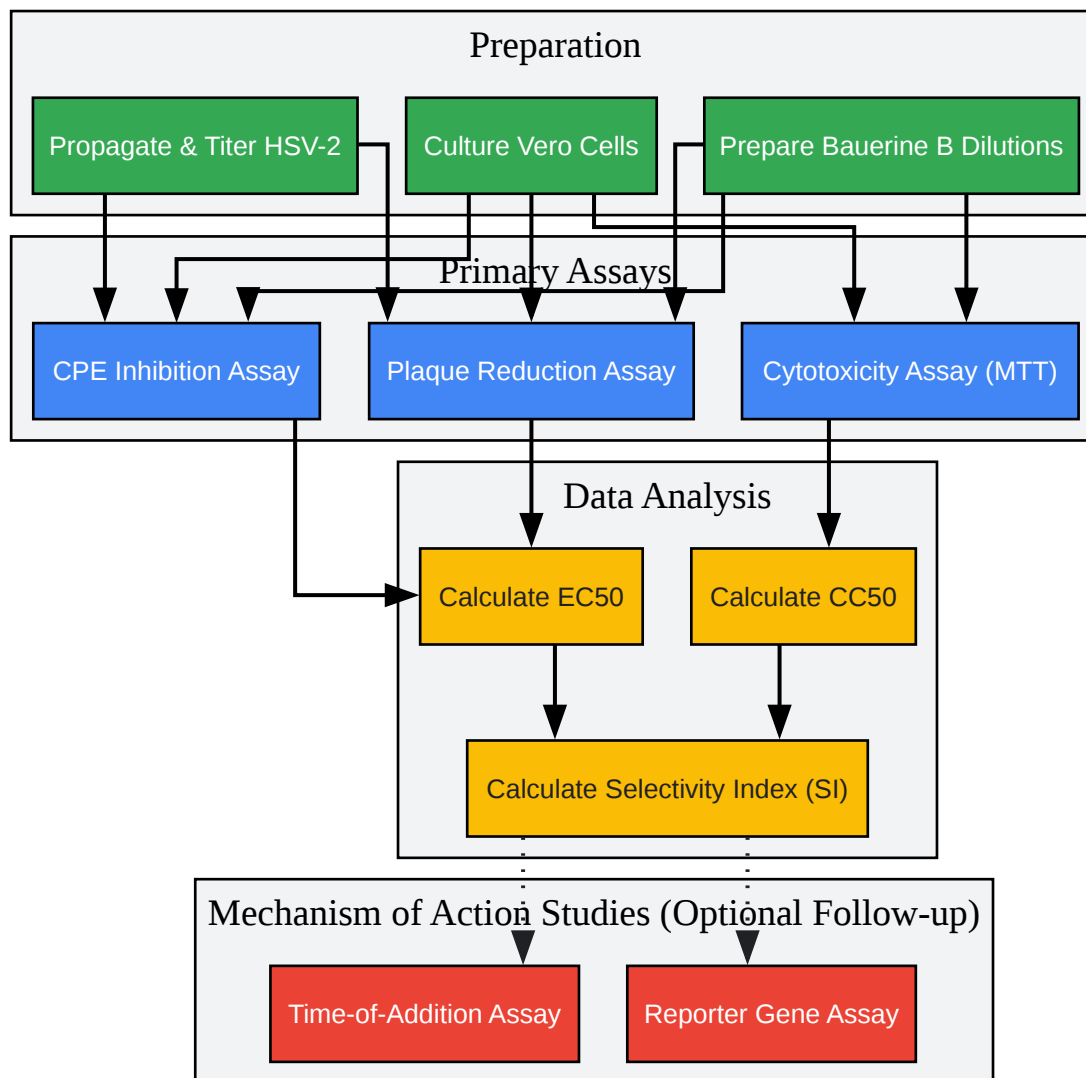 Preparation
Propagate & Titer HSV-2
Culture Vero Cells
Prepare Bauerine B Dilutions
Primary Assays
CPE Inhibition Assay
Plaque Reduction Assay
Cytotoxicity Assay (MTT)
Data Analysis
Calculate EC50
Calculate CC50
Calculate Selectivity Index (SI)
Mechanism of Action Studies (Optional Follow-up)
Time-of-Addition Assay
Reporter Gene Assay